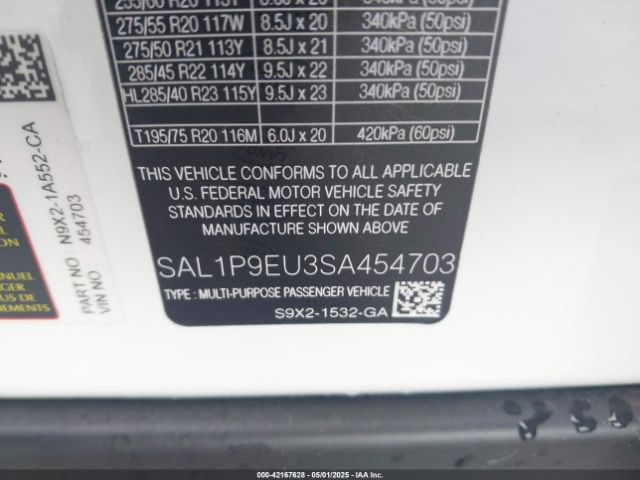 275/55 R20 117W 8.5J x 20 340kPa (50psi)
275/50 R21 113Y 8.5J x 21 340kPa (50psi)
285/45 R22 114Y 9.5J x 22 340kPa (50psi)
HL285/40 R23 115Y 9.5J x 23 340kPa (50psi)
T195/75 R20 116M 6.0J x 20 420kPa (60psi)
THIS VEHICLE CONFORMS TO ALL APPLICABLE
U.S. FEDERAL MOTOR VEHICLE SAFETY
STANDARDS IN EFFECT ON THE DATE OF
MANUFACTURE SHOWN ABOVE
SAL1P9EU3SA454703
TYPE : MULTI-PURPOSE PASSENGER VEHICLE
S9X2-1532-GA
PART NO : N9X2-1A552-CA
VIN NO : 454703
000-42167628 - 05/01/2025 - IAA, Inc.